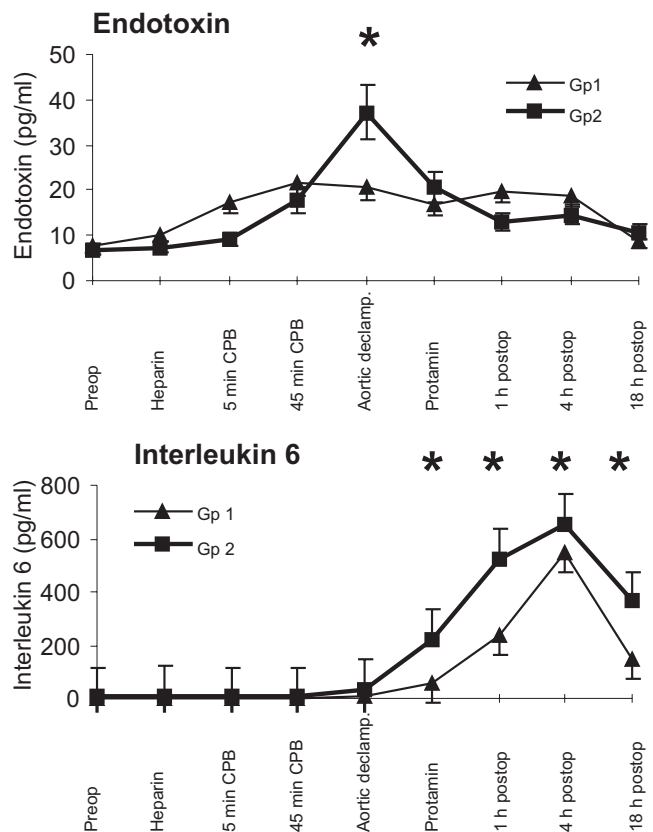 Endotoxin
*
Endotoxin (pg/ml)
50
40
30
20
10
0
Gp1
Gp2
Preop
Heparin
5 min CPB
45 min CPB
Aortic declamp.
Protamin
1 h postop
4 h postop
18 h postop
Interleukin 6
* * * *
Interleukin 6 (pg/ml)
800
600
400
200
0
Gp 1
Gp 2
Preop
Heparin
5 min CPB
45 min CPB
Aortic declamp.
Protamin
1 h postop
4 h postop
18 h postop